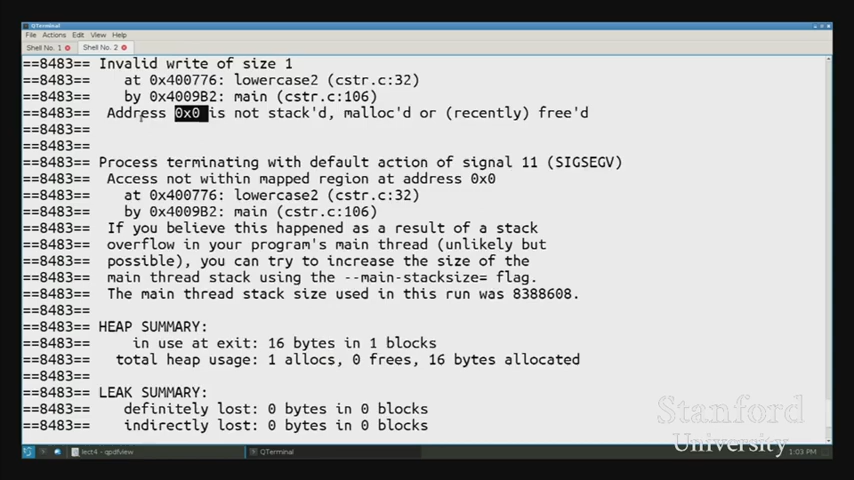 QTerminal
File Actions Edit View Help
Shell No. 1 Shell No. 2
==8483== Invalid write of size 1
==8483== at 0x400776: lowercase2 (cstr.c:32)
==8483== by 0x4009B2: main (cstr.c:106)
==8483== Address 0x0 is not stack'd, malloc'd or (recently) free'd
==8483==
==8483==
==8483== Process terminating with default action of signal 11 (SIGSEGV)
==8483== Access not within mapped region at address 0x0
==8483== at 0x400776: lowercase2 (cstr.c:32)
==8483== by 0x4009B2: main (cstr.c:106)
==8483== If you believe this happened as a result of a stack
==8483== overflow in your program's main thread (unlikely but
==8483== possible), you can try to increase the size of the
==8483== main thread stack using the --main-stacksize= flag.
==8483== The main thread stack size used in this run was 8388608.
==8483==
==8483== HEAP SUMMARY:
==8483== in use at exit: 16 bytes in 1 blocks
==8483== total heap usage: 1 allocs, 0 frees, 16 bytes allocated
==8483==
==8483== LEAK SUMMARY:
==8483== definitely lost: 0 bytes in 0 blocks
==8483== indirectly lost: 0 bytes in 0 blocks
Stanford
University
lect4 - qpdfview QTerminal 1:03 PM